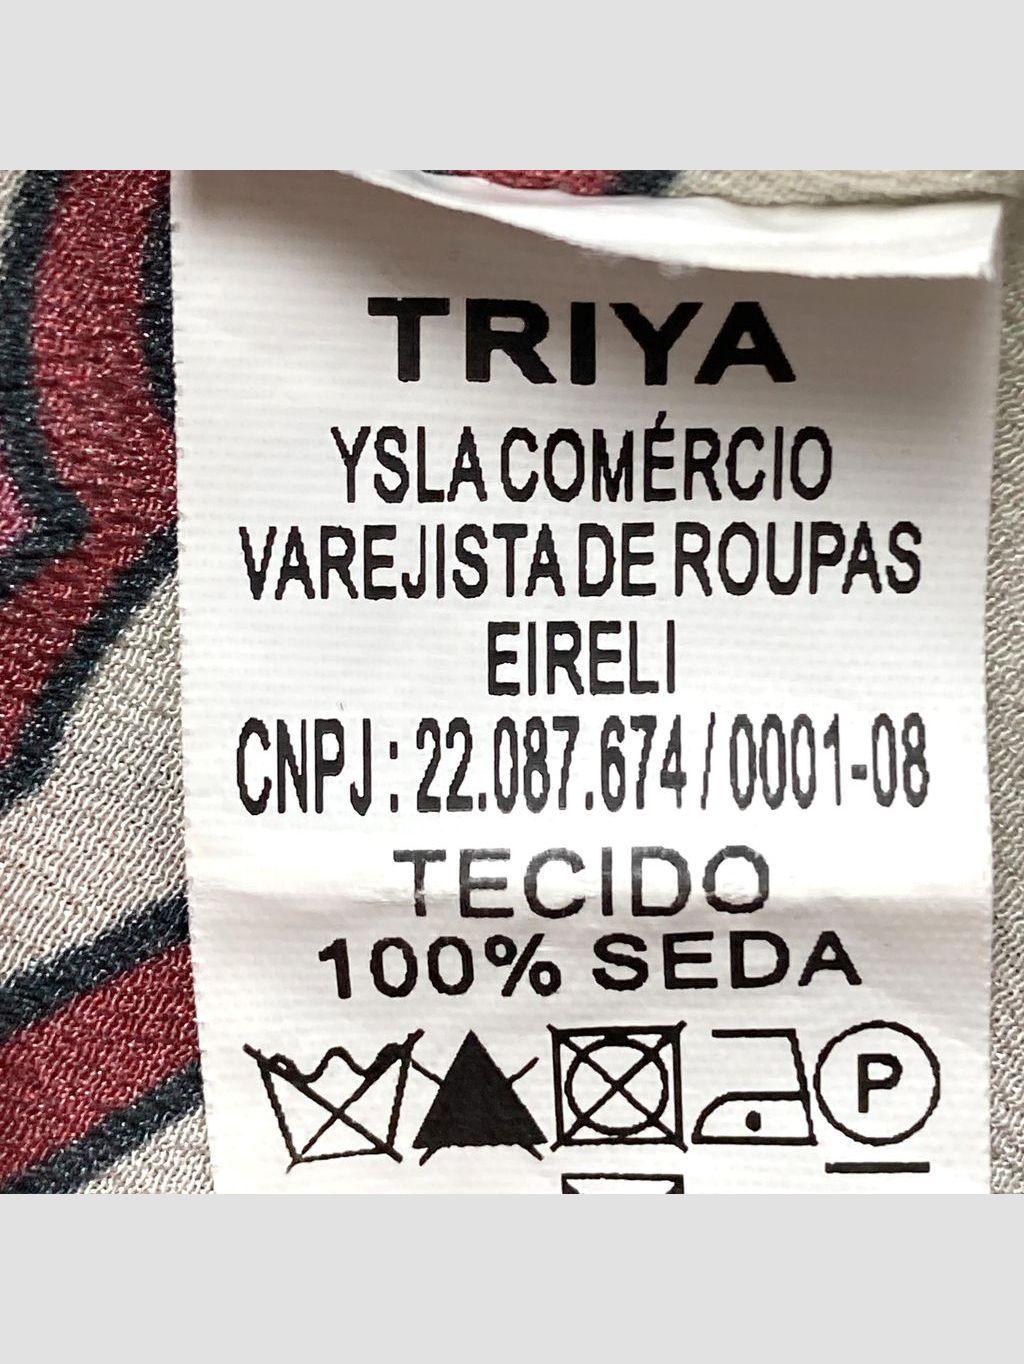 TRIYA
YSLA COMÉRCIO
VAREJISTA DE ROUPAS
EIRELI
CNPJ : 22.087.674 / 0001-08
TECIDO
100% SEDA
P